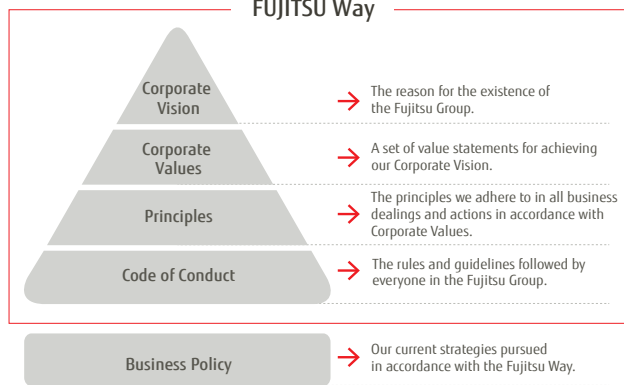 FUJITSU Way
Corporate
Vision
The reason for the existence of
the Fujitsu Group.
Corporate
Values
A set of value statements for achieving
our Corporate Vision.
Principles
The principles we adhere to in all business
dealings and actions in accordance with
Corporate Values.
Code of Conduct
The rules and guidelines followed by
everyone in the Fujitsu Group.
Business Policy
Our current strategies pursued
in accordance with the Fujitsu Way.